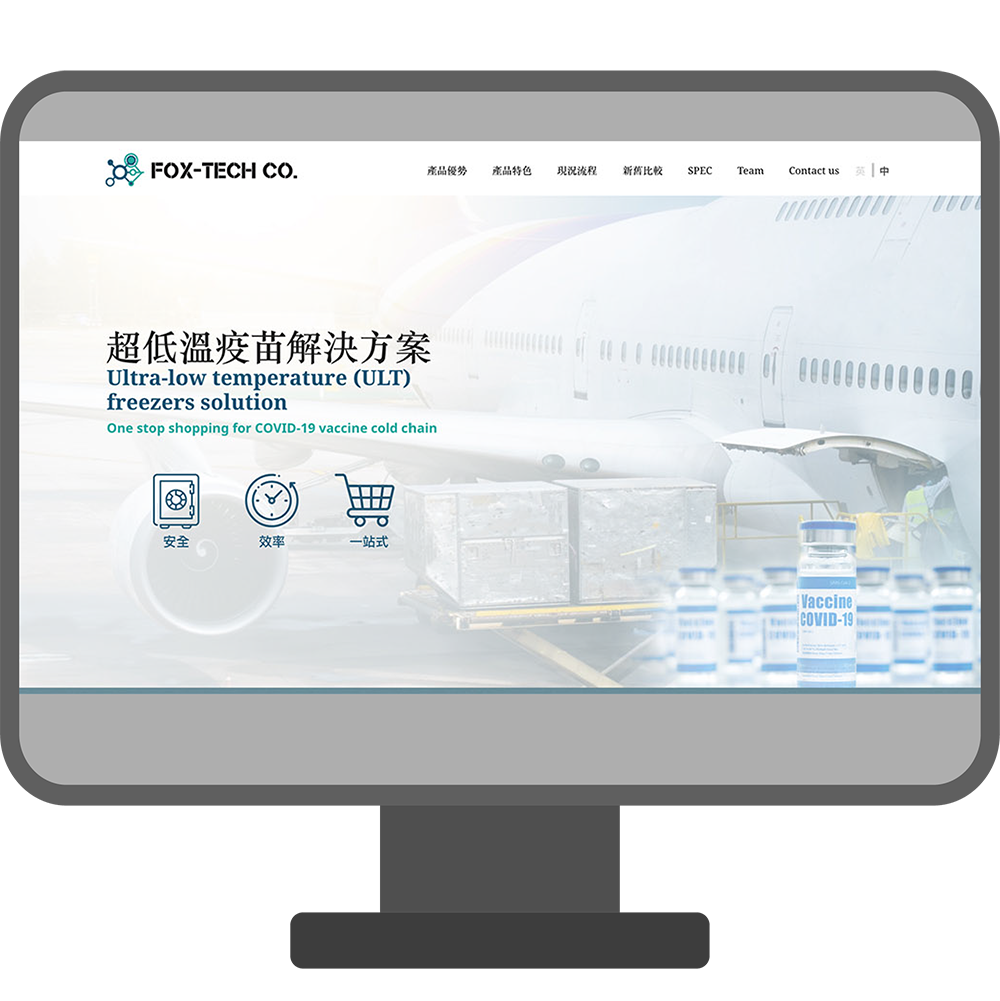 FOX-TECH CO.
產品優勢 產品特色 現況流程 新舊比較 SPEC Team Contact us 英 | 中
超低溫疫苗解決方案
Ultra-low temperature (ULT)
freezers solution
One stop shopping for COVID-19 vaccine cold chain
安全 效率 一站式
Vaccine
COVID-19